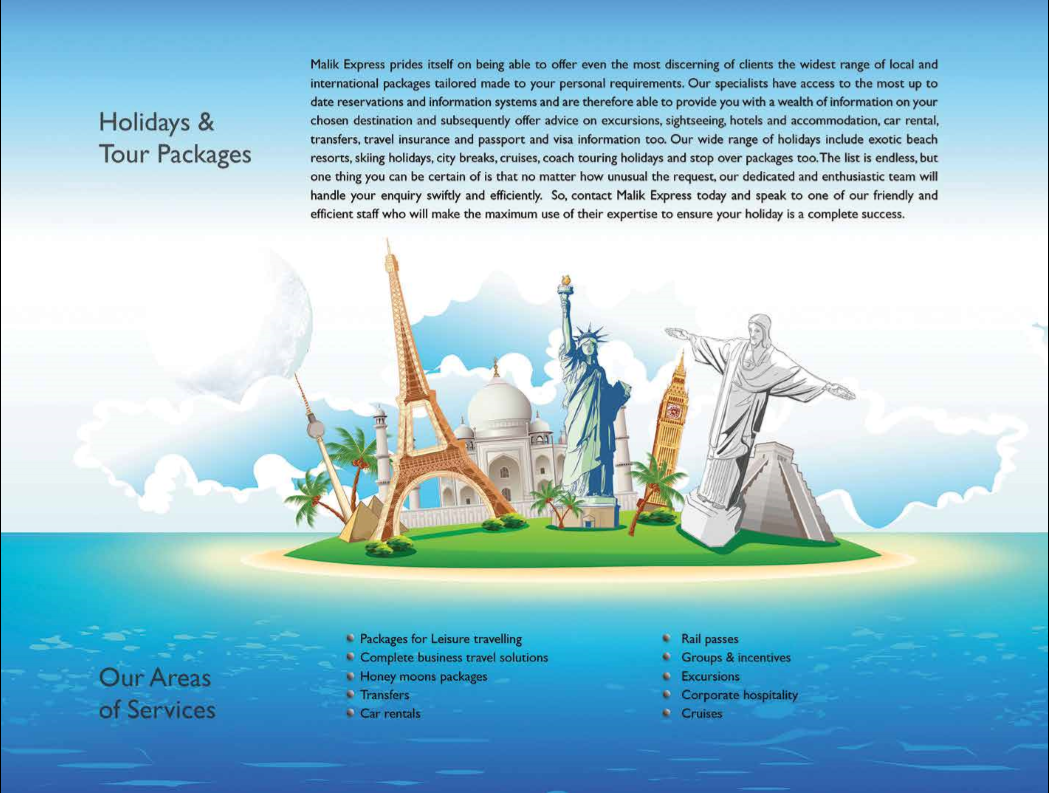 Holidays &
Tour Packages
Malik Express prides itself on being able to offer even the most discerning of clients the widest range of local and
international packages tailored made to your personal requirements. Our specialists have access to the most up to
date reservations and information systems and are therefore able to provide you with a wealth of information on your
chosen destination and subsequently offer advice on excursions, sightseeing, hotels and accommodation, car rental,
transfers, travel insurance and passport and visa information too. Our wide range of holidays include exotic beach
resorts, skiing holidays, city breaks, cruises, coach touring holidays and stop over packages too.The list is endless, but
one thing you can be certain of is that no matter how unusual the request, our dedicated and enthusiastic team will
handle your enquiry swiftly and efficiently. So, contact Malik Express today and speak to one of our friendly and
efficient staff who will make the maximum use of their expertise to ensure your holiday is a complete success.
Our Areas
of Services
Packages for Leisure travelling
Complete business travel solutions
Honey moons packages
Transfers
Car rentals
Rail passes
Groups & incentives
Excursions
Corporate hospitality
Cruises